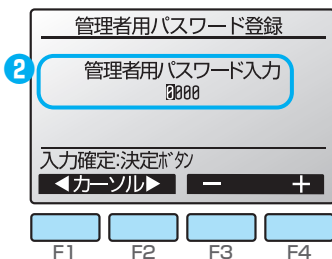 管理者用パスワード登録
2
管理者用パスワード入力
0000
入力確定:決定ボタン
◀カーソル▶ － ＋
F1 F2 F3 F4